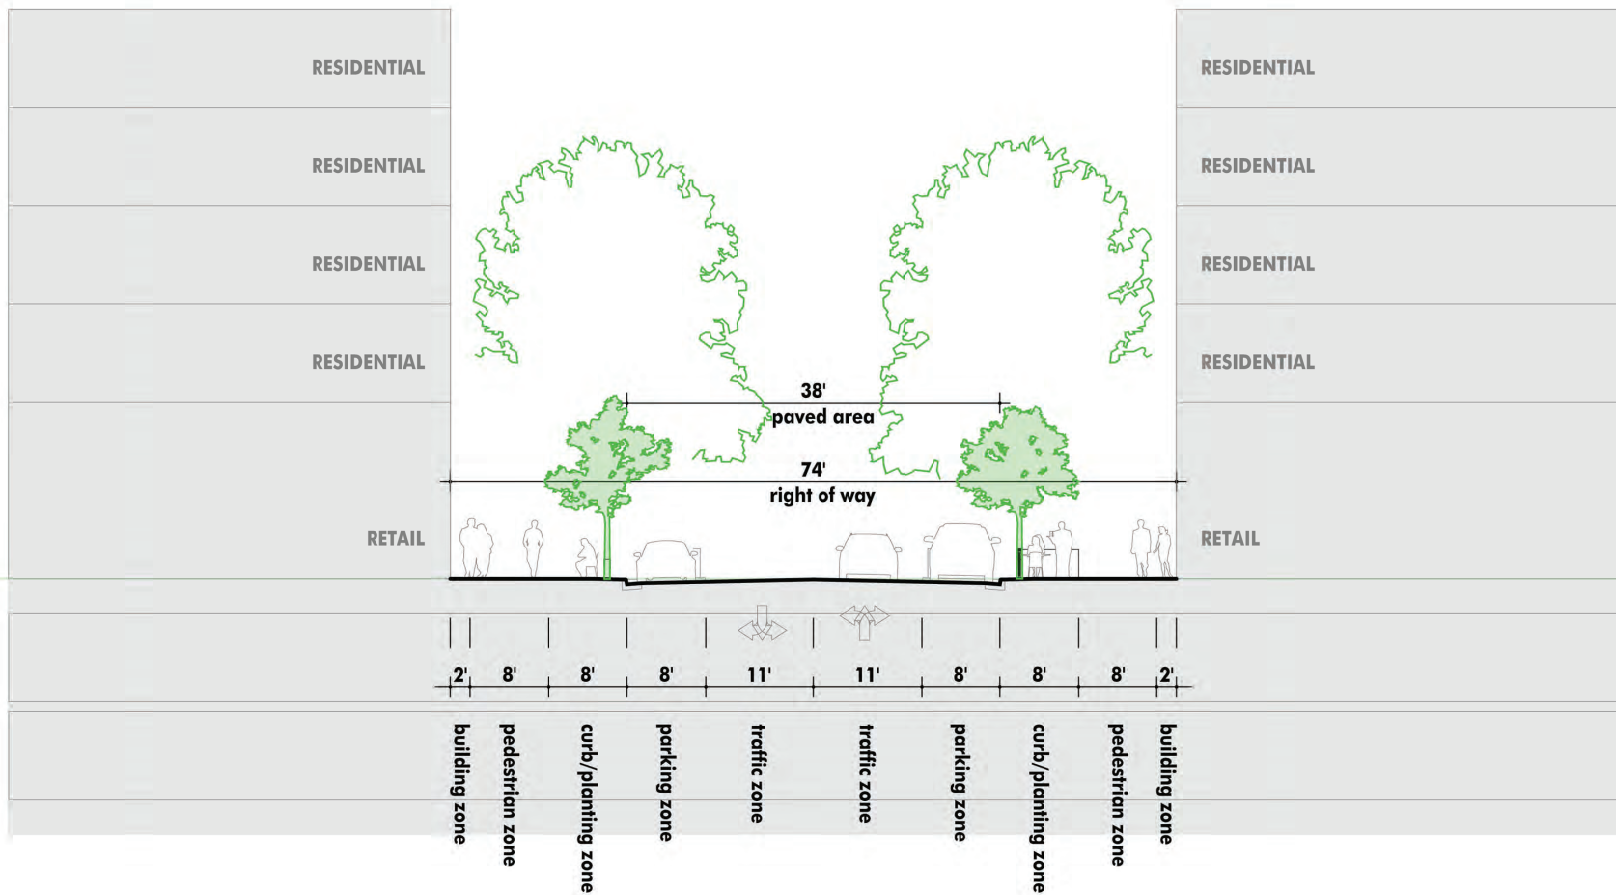 RESIDENTIAL
RESIDENTIAL
RESIDENTIAL
RESIDENTIAL
RESIDENTIAL
RESIDENTIAL
RESIDENTIAL
RESIDENTIAL
38'
paved area
74'
right of way
RETAIL
RETAIL
2' 8' 8' 8' 11' 11' 8' 8' 8' 2'
building zone
pedestrian zone
curb/planting zone
parking zone
traffic zone
traffic zone
parking zone
curb/planting zone
pedestrian zone
building zone